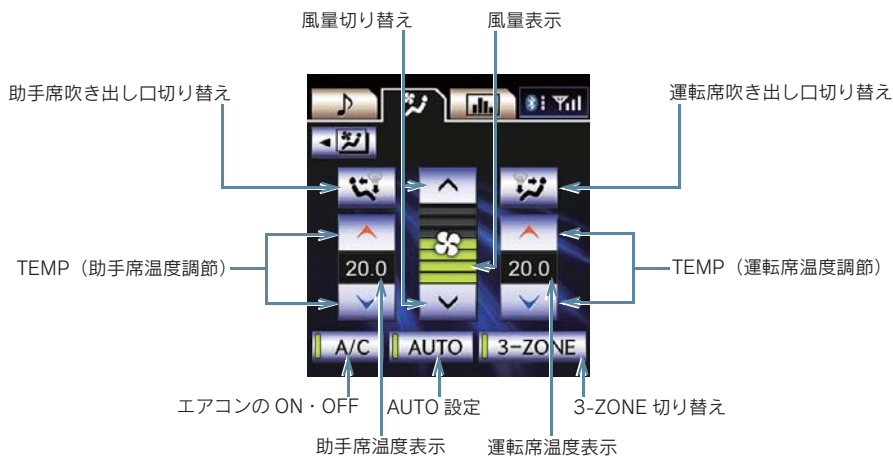 風量切り替え
風量表示
助手席吹き出し口切り替え
運転席吹き出し口切り替え
TEMP（助手席温度調節）
20.0
20.0
TEMP（運転席温度調節）
A/C
AUTO
3-ZONE
エアコンの ON・OFF
AUTO 設定
3-ZONE 切り替え
助手席温度表示
運転席温度表示